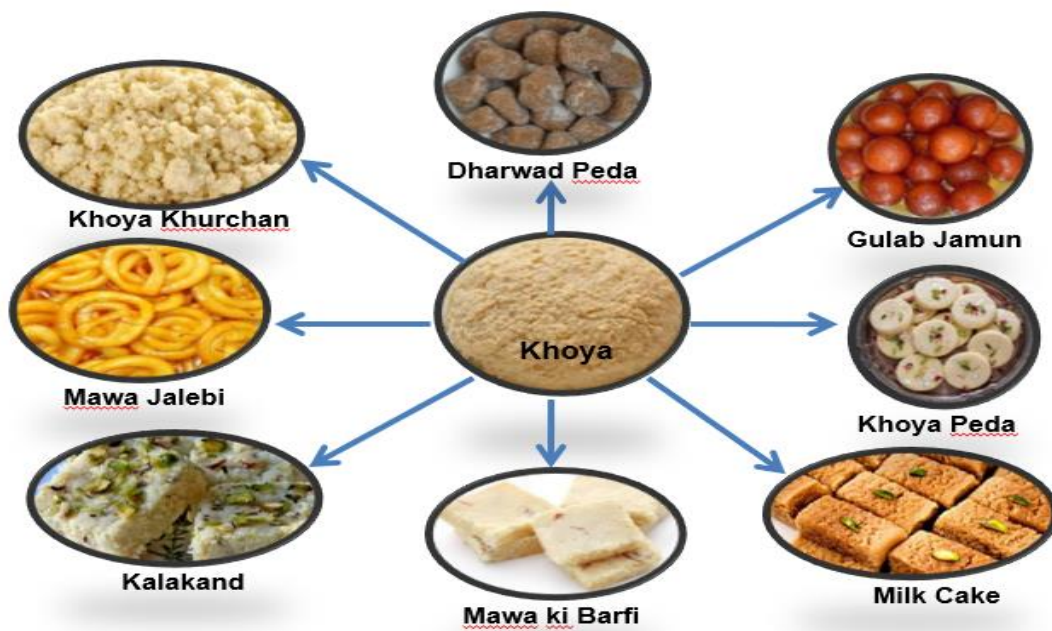 Dharwad Peda
Khoya Khurchan
Gulab Jamun
Khoya
Mawa Jalebi
Khoya Peda
Kalakand
Mawa ki Barfi
Milk Cake